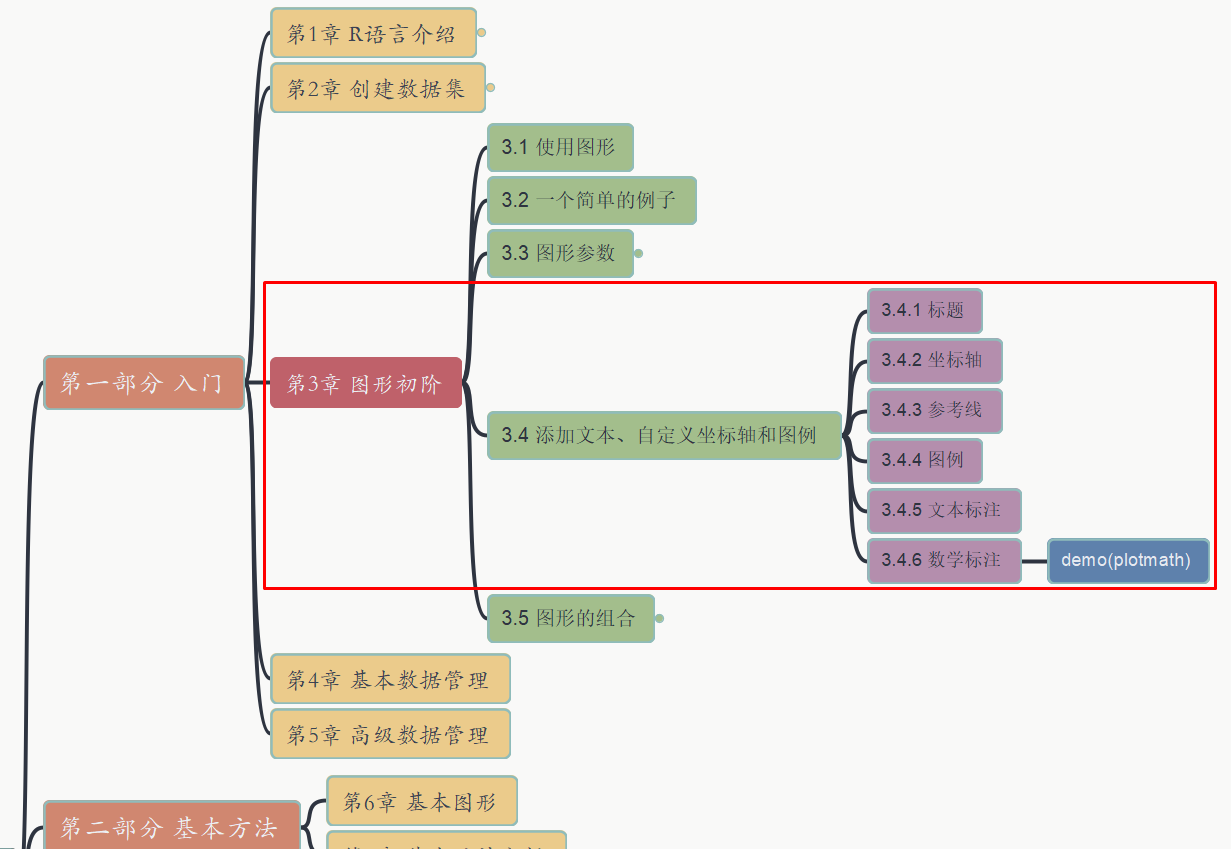 第1章 R语言介绍
第2章 创建数据集
3.1 使用图形
3.2 一个简单的例子
3.3 图形参数
3.4.1 标题
3.4.2 坐标轴
第一部分 入门
第3章 图形初阶
3.4.3 参考线
3.4 添加文本、自定义坐标轴和图例
3.4.4 图例
3.4.5 文本标注
3.4.6 数学标注
demo(plotmath)
3.5 图形的组合
第4章 基本数据管理
第5章 高级数据管理
第6章 基本图形
第二部分 基本方法